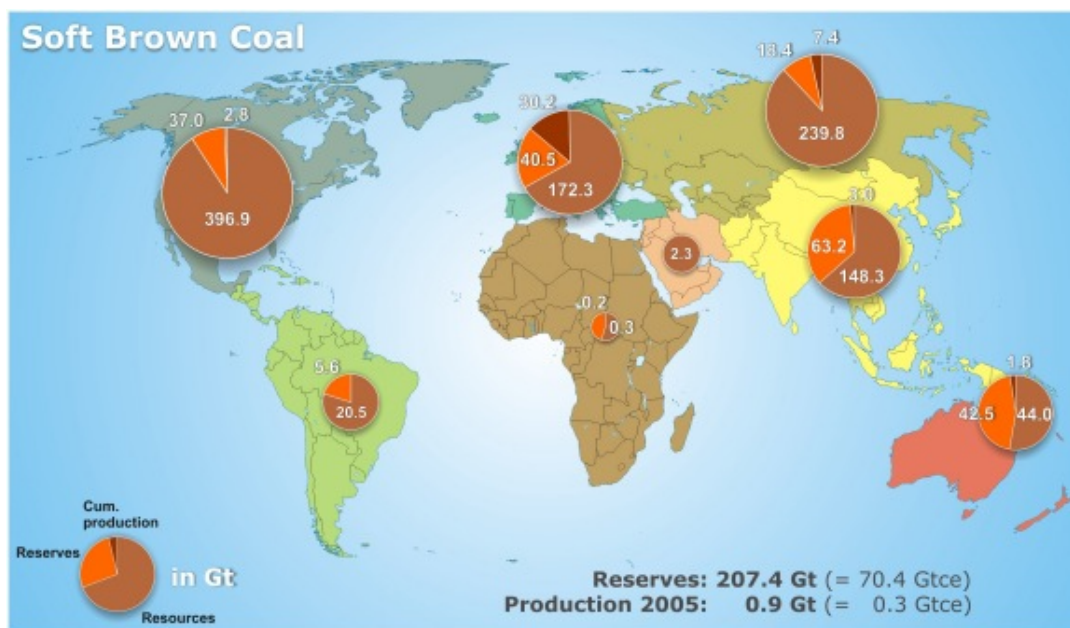 Soft Brown Coal
18.4 7.4
239.8
37.0 2.8
396.9
30.2
40.5
172.3
3.0
63.2
148.3
2.3
0.2
0.3
5.6
20.5
1.8
42.5 44.0
Cum.
production
Reserves
in Gt
Resources
Reserves: 207.4 Gt (= 70.4 Gtce)
Production 2005: 0.9 Gt (= 0.3 Gtce)